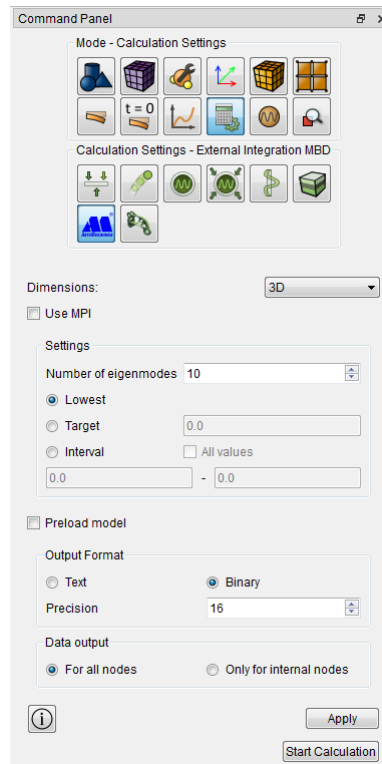 Command Panel
Mode - Calculation Settings
t = 0
Calculation Settings - External Integration MBD
Dimensions: 3D
Use MPI
Settings
Number of eigenmodes 10
Lowest
Target 0.0
Interval All values
0.0 - 0.0
Preload model
Output Format
Text Binary
Precision 16
Data output
For all nodes Only for internal nodes
i Apply
Start Calculation